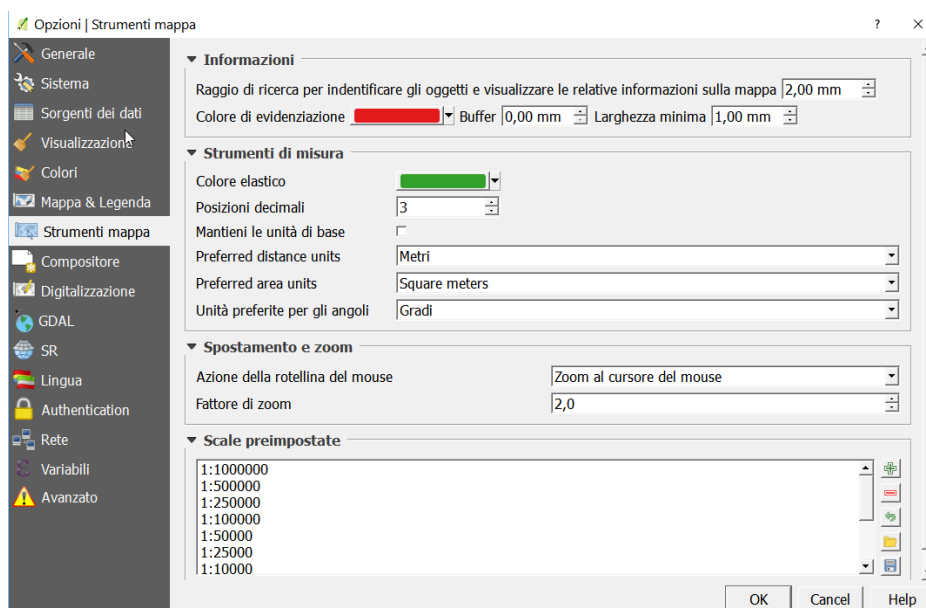 Opzioni | Strumenti mappa
?
Generale
Sistema
Sorgenti dei dati
Visualizzazione
Colori
Mappa & Legenda
Strumenti mappa
Compositore
Digitalizzazione
GDAL
SR
Lingua
Authentication
Rete
Variabili
Avanzato
Informazioni
Raggio di ricerca per indentificare gli oggetti e visualizzare le relative informazioni sulla mappa 2,00 mm
Colore di evidenziazione Buffer 0,00 mm Larghezza minima 1,00 mm
Strumenti di misura
Colore elastico
Posizioni decimali 3
Mantieni le unità di base
Preferred distance units Metri
Preferred area units Square meters
Unità preferite per gli angoli Gradi
Spostamento e zoom
Azione della rotellina del mouse Zoom al cursore del mouse
Fattore di zoom 2,0
Scale preimpostate
1:1000000
1:500000
1:250000
1:100000
1:50000
1:25000
1:10000
OK Cancel Help